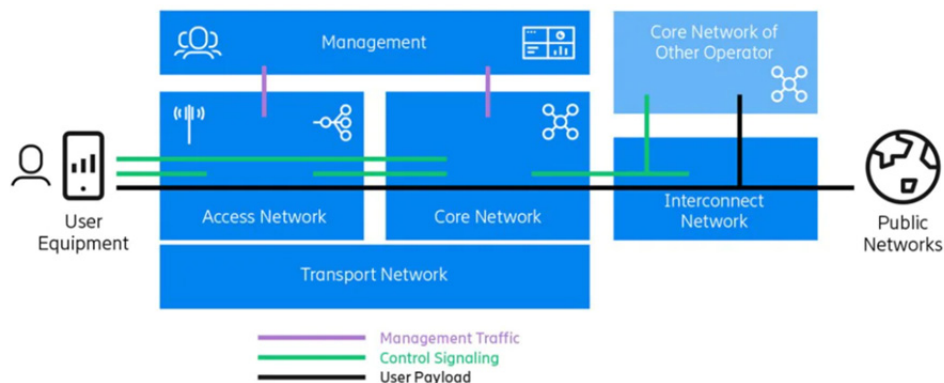 Management
Core Network of
Other Operator
User
Equipment
Access Network
Core Network
Interconnect
Network
Public
Networks
Transport Network
Management Traffic
Control Signaling
User Payload